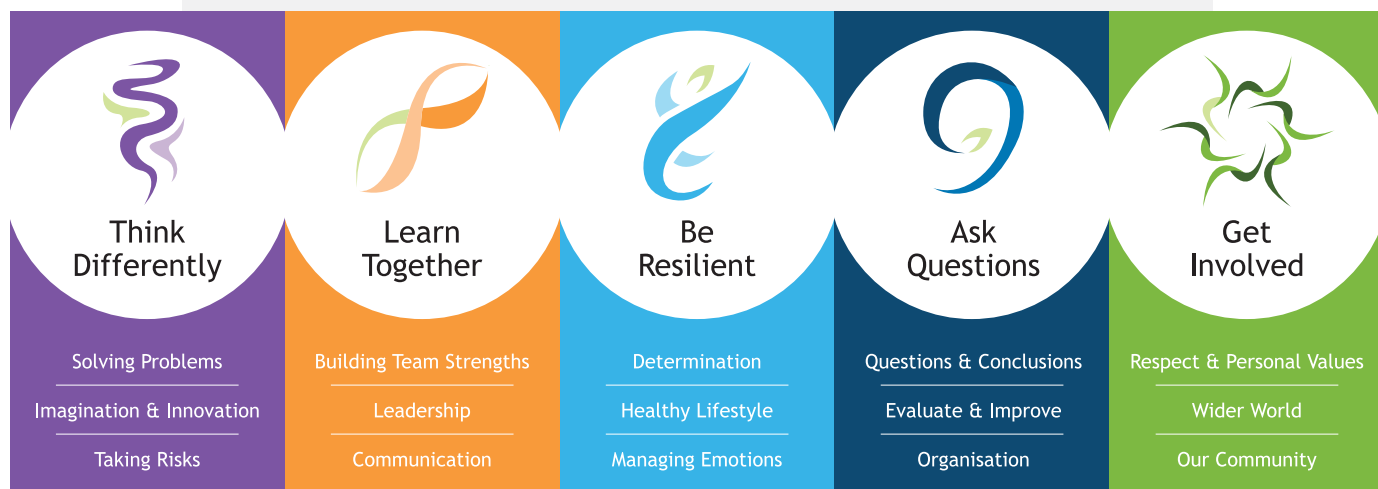 Think
Differently
Solving Problems
Imagination & Innovation
Taking Risks
Learn
Together
Building Team Strengths
Leadership
Communication
Be
Resilient
Determination
Healthy Lifestyle
Managing Emotions
Ask
Questions
Questions & Conclusions
Evaluate & Improve
Organisation
Get
Involved
Respect & Personal Values
Wider World
Our Community